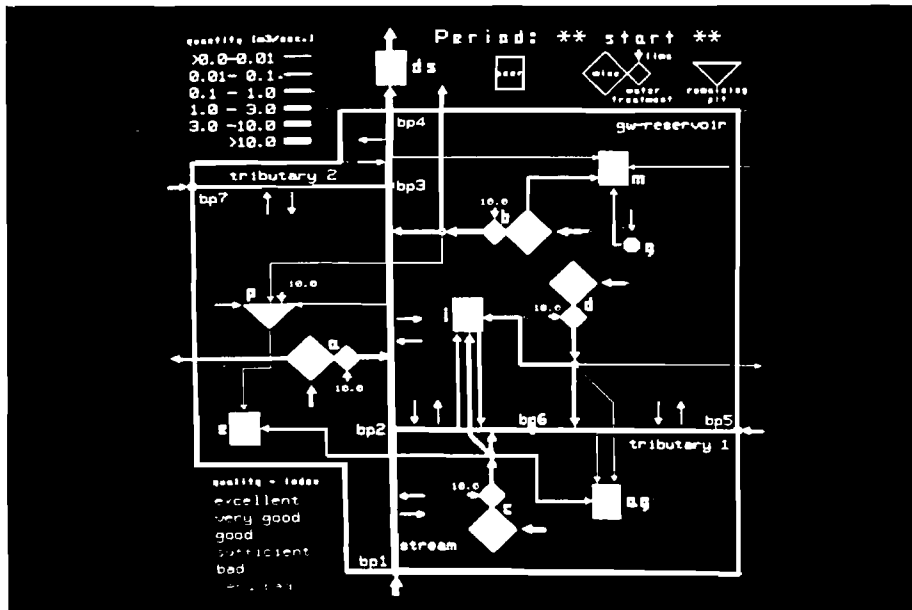 quantity [m3/sec.]
Period: ** start **
>0.0-0.01
0.01- 0.1
0.1 - 1.0
1.0 - 3.0
3.0 -10.0
>10.0
ds
user
mine
lime
water
treatment
remaining
pit
bp4
gw-reservoir
tributary 2
bp3
bp7
m
10.0
b
g
10.0
p
d
10.0
i
a
10.0
bp2
bp6
bp5
tributary 1
quality - index
10.0
ag
excellent
c
very good
good
stream
sufficient
bad
bp1